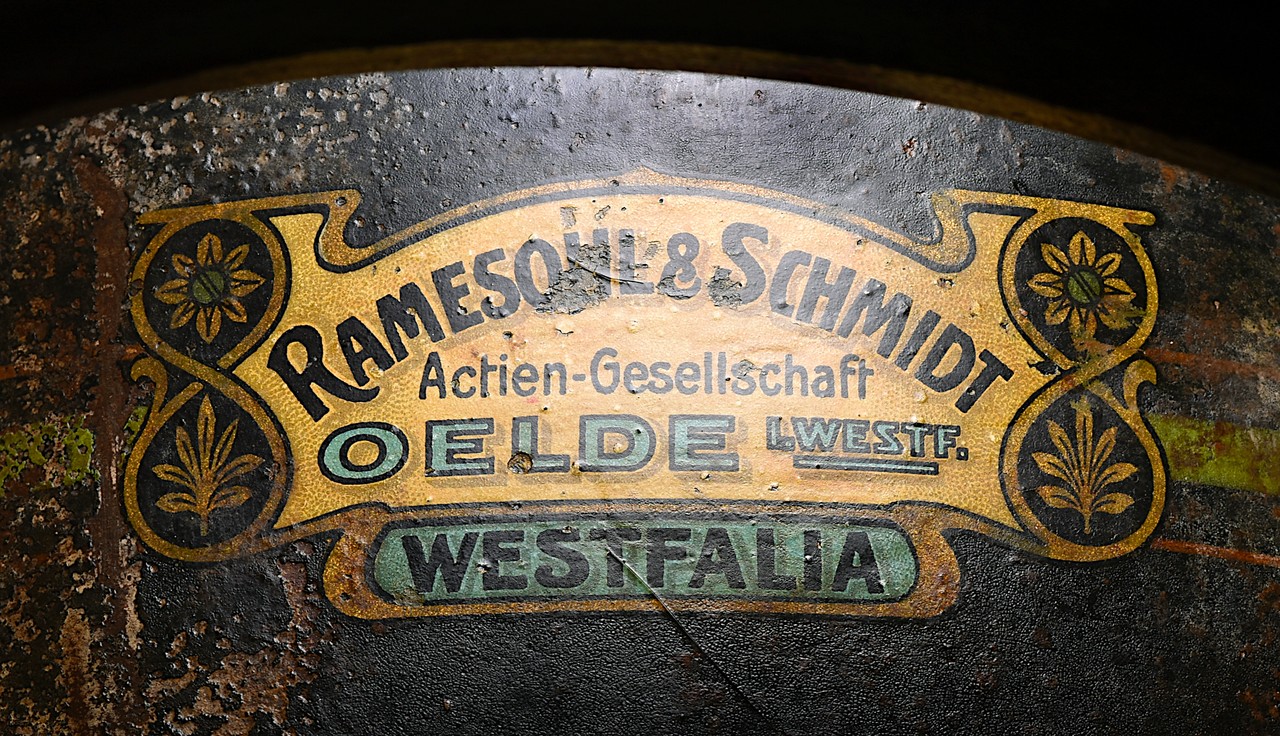 RAMESOHL & SCHMIDT
Actien-Gesellschaft
OELDE I.WESTF.
WESTFALIA